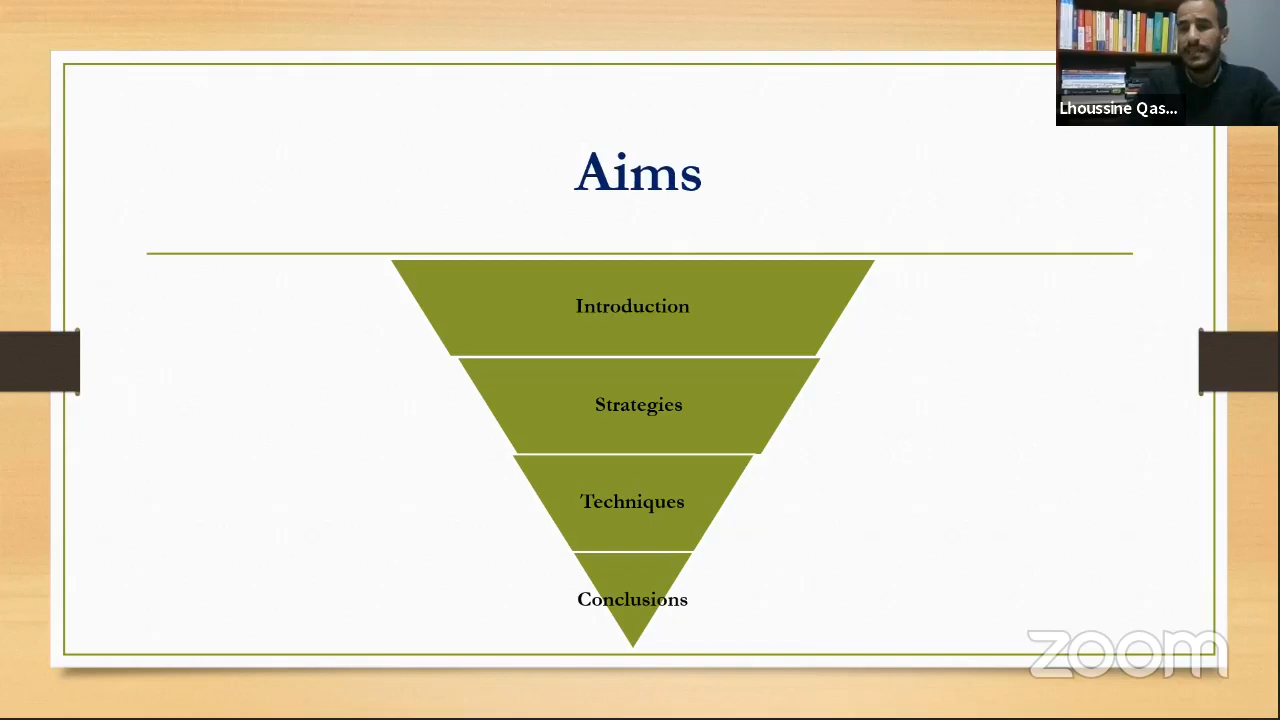 Lhoussine Qas...
Aims
Introduction
Strategies
Techniques
Conclusions
zoom